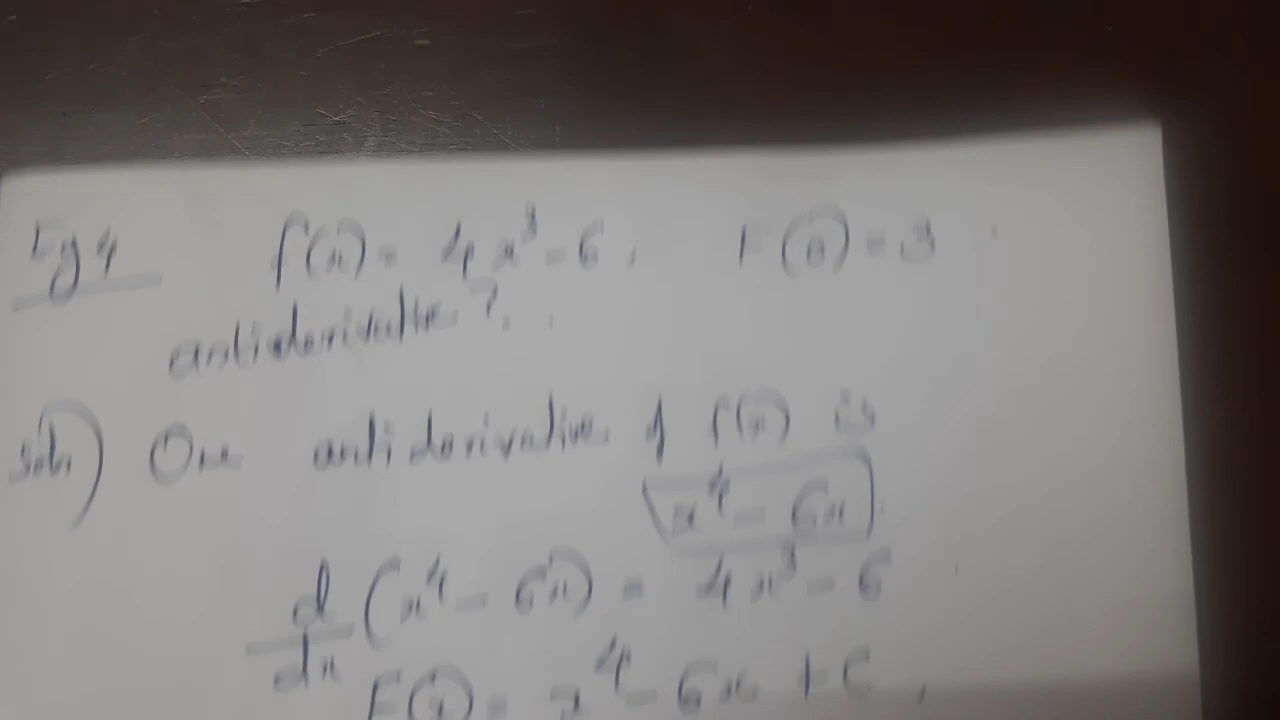 Eg 4 f(x) = 4x³ - 6, F(0) = 3
antiderivative?
Soln) One antiderivative of f(x) is
x⁴ - 6x
d/dx (x⁴ - 6x) = 4x³ - 6
F(x) = x⁴ - 6x + C,